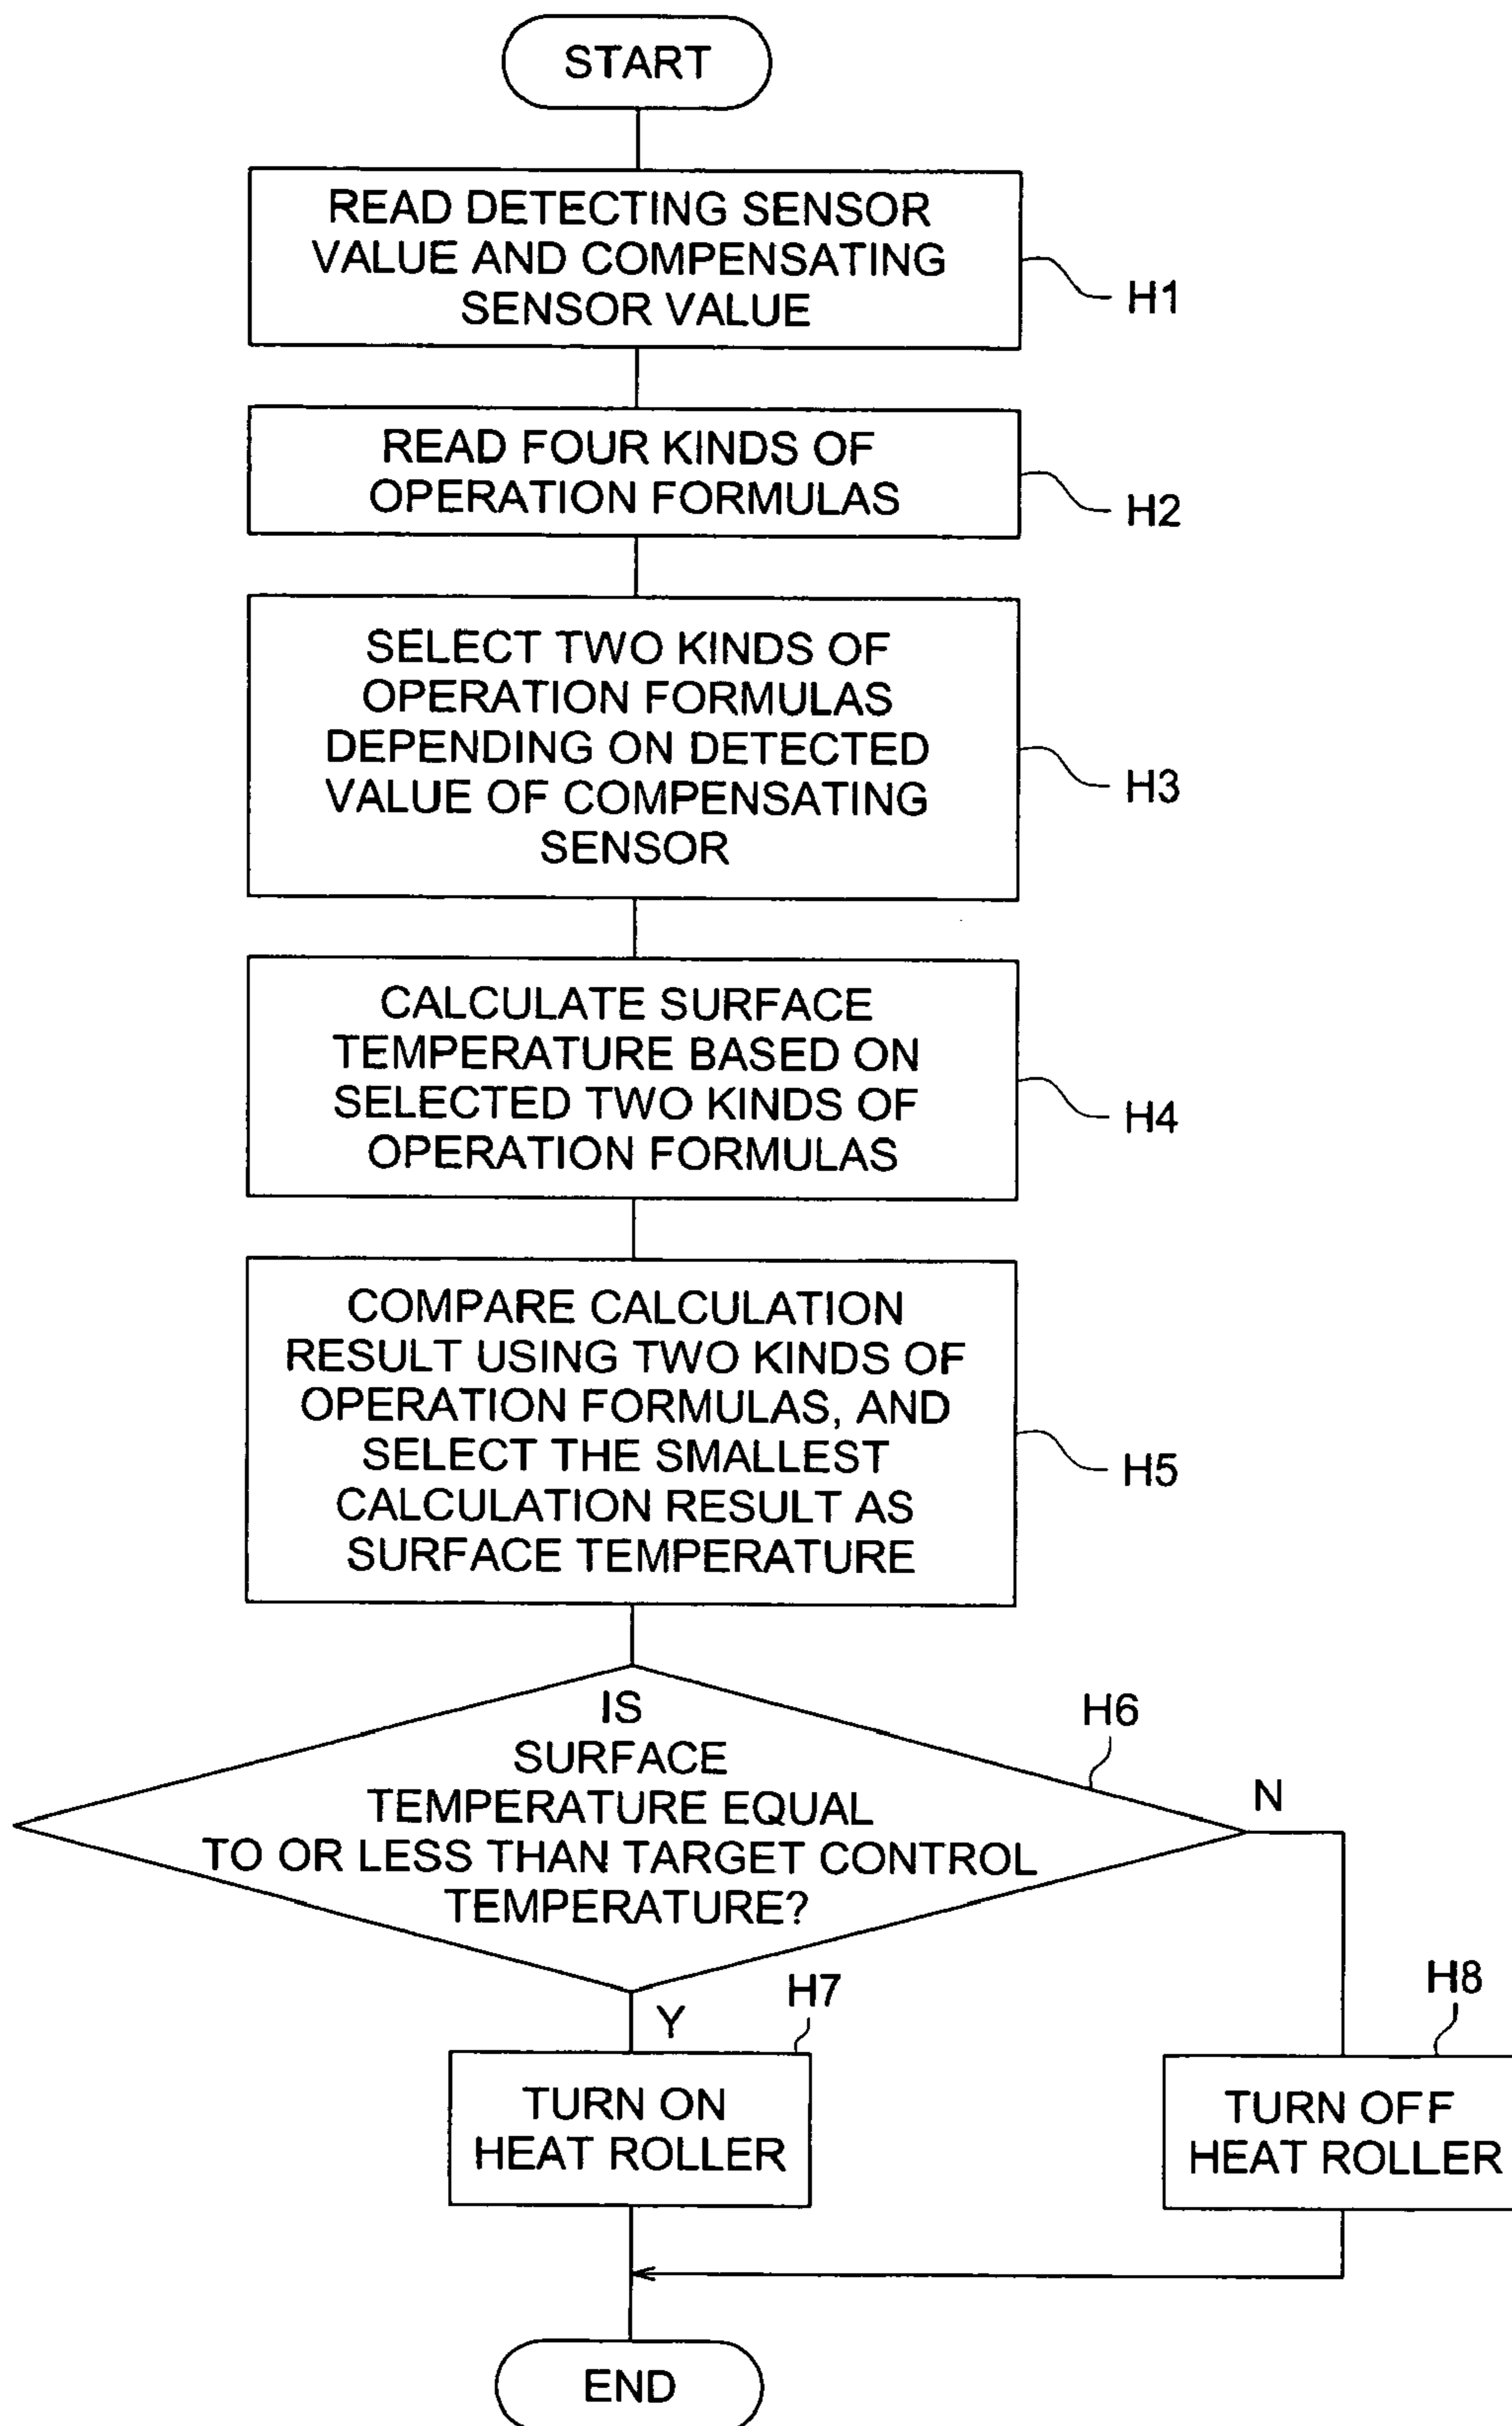 START
READ DETECTING SENSOR
VALUE AND COMPENSATING
SENSOR VALUE
H1
READ FOUR KINDS OF
OPERATION FORMULAS
H2
SELECT TWO KINDS OF
OPERATION FORMULAS
DEPENDING ON DETECTED
VALUE OF COMPENSATING
SENSOR
H3
CALCULATE SURFACE
TEMPERATURE BASED ON
SELECTED TWO KINDS OF
OPERATION FORMULAS
H4
COMPARE CALCULATION
RESULT USING TWO KINDS OF
OPERATION FORMULAS, AND
SELECT THE SMALLEST
CALCULATION RESULT AS
SURFACE TEMPERATURE
H5
IS
SURFACE
TEMPERATURE EQUAL
TO OR LESS THAN TARGET CONTROL
TEMPERATURE?
H6
N
Y
H7
TURN ON
HEAT ROLLER
H8
TURN OFF
HEAT ROLLER
END